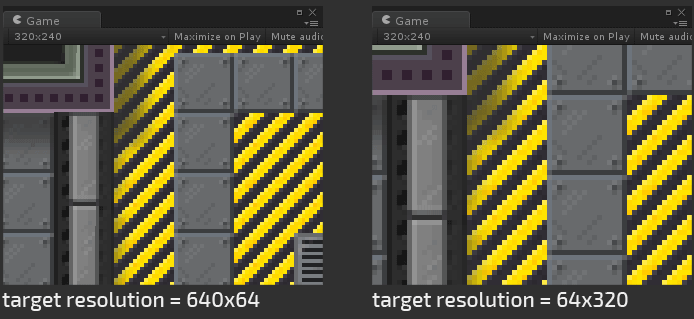 Game
320x240 Maximize on Play Mute audio
target resolution = 640x64
Game
320x240 Maximize on Play Mute
target resolution = 64x320